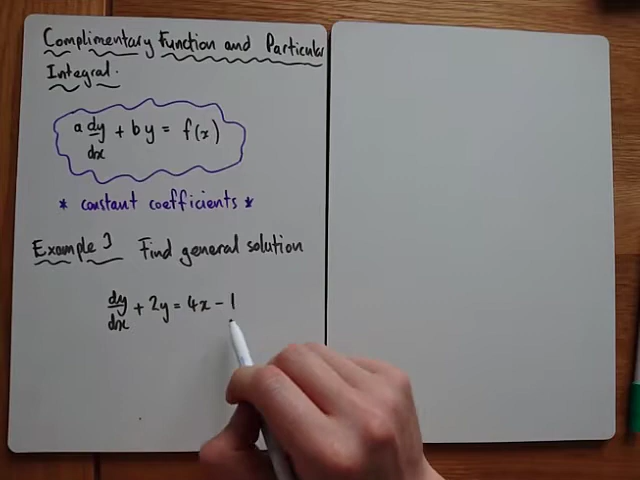 Complimentary Function and Particular
Integral.
a dy/dx + by = f(x)
* constant coefficients *
Example 3 Find general solution
dy/dx + 2y = 4x - 1